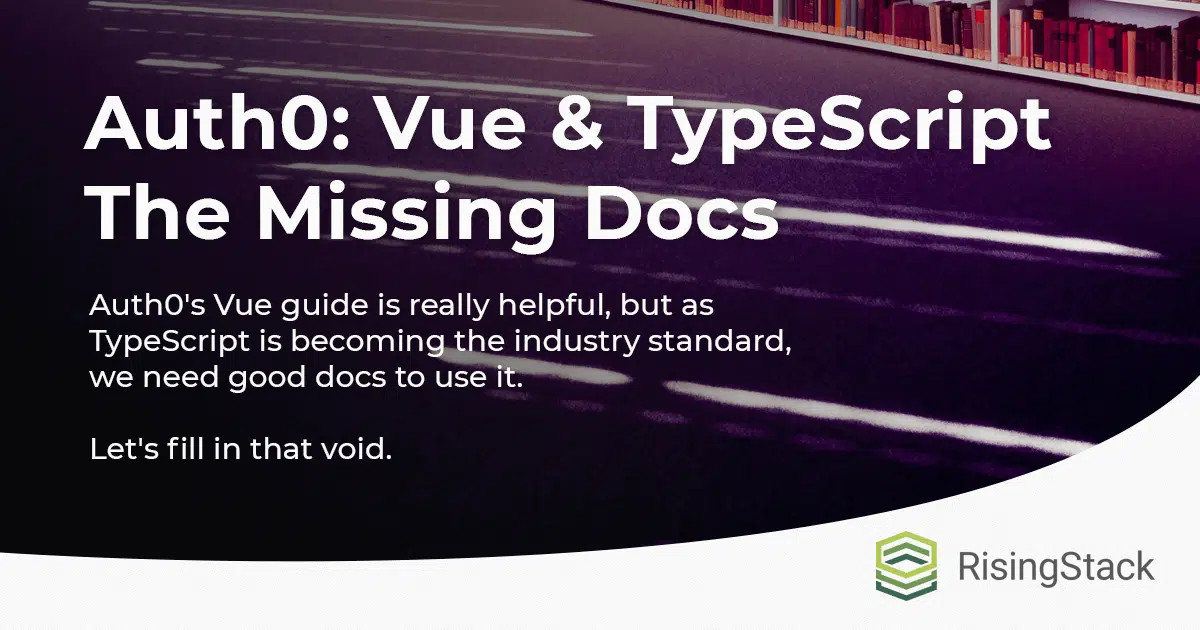 Auth0: Vue & TypeScript
The Missing Docs
Auth0's Vue guide is really helpful, but as
TypeScript is becoming the industry standard,
we need good docs to use it.
Let's fill in that void.
RisingStack